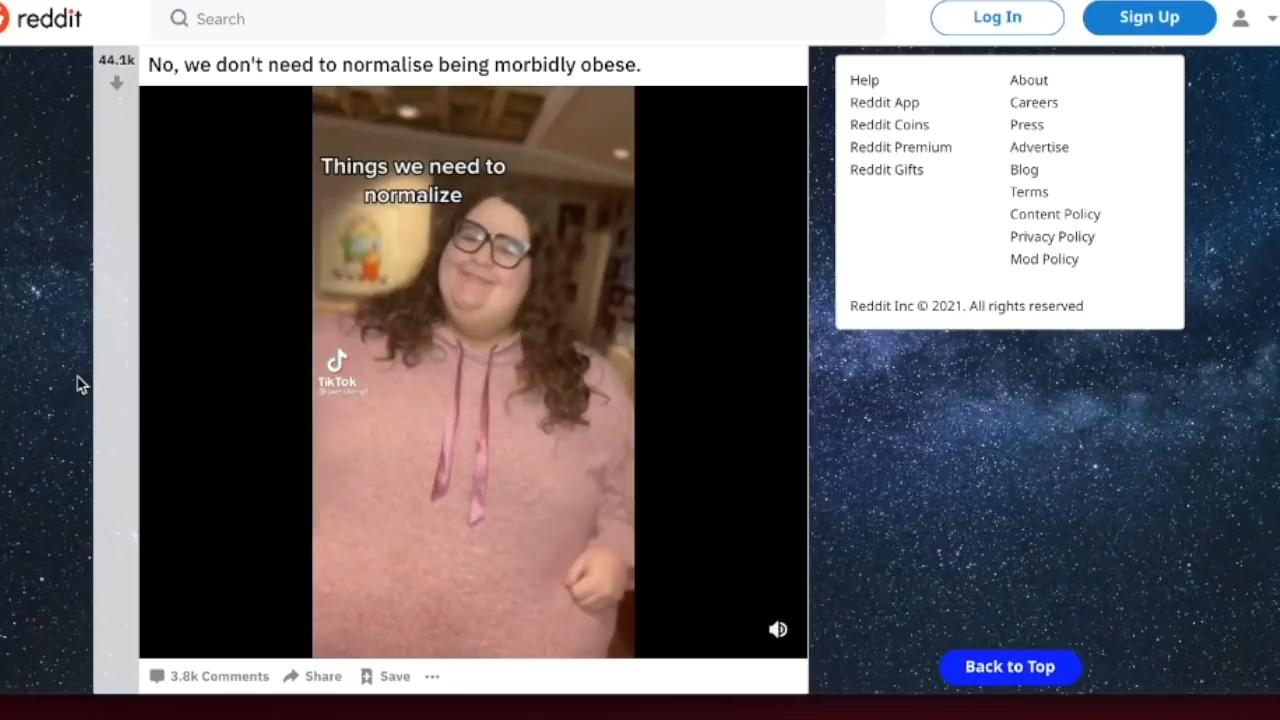 reddit
Search
Log In
Sign Up
44.1k
No, we don't need to normalise being morbidly obese.
Things we need to
normalize
TikTok
3.8k Comments
Share
Save
Help
About
Reddit App
Careers
Reddit Coins
Press
Reddit Premium
Advertise
Reddit Gifts
Blog
Terms
Content Policy
Privacy Policy
Mod Policy
Reddit Inc © 2021. All rights reserved
Back to Top